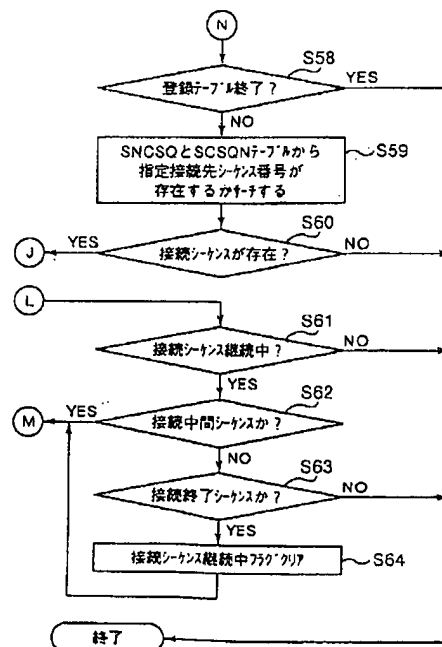 N
S58
登録テーブル終了?
YES
NO
S59
SNCSQとSCSQNテーブルから
指定接続先シーケンス番号が
存在するかサーチする
S60
J
YES
接続シーケンスが存在?
NO
L
S61
接続シーケンス継続中?
NO
YES
S62
M
YES
接続中間シーケンスか?
NO
S63
接続終了シーケンスか?
NO
YES
接続シーケンス継続中フラグクリア
S64
終了